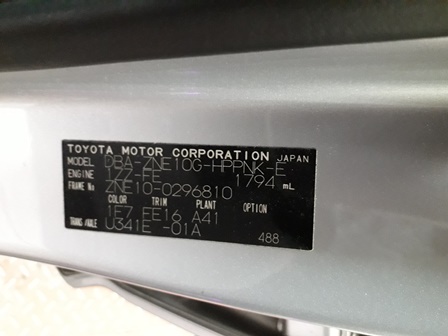 TOYOTA MOTOR CORPORATION JAPAN
MODEL DBA-ZNE10G-HPPNK-E
ENGINE 1ZZ-FE 1794 mL
FRAME No. ZNE10-0296810
COLOR TRIM PLANT OPTION
1F7 EE16 A41
TRANS/AXLE U341E -01A
488